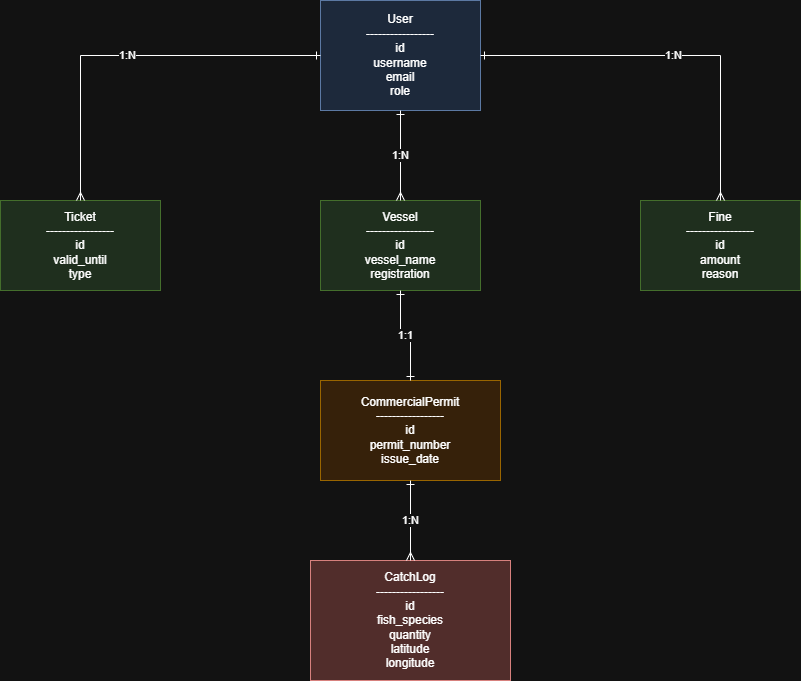 User
-----------------
id
username
email
role
1:N
1:N
1:N
Ticket
-----------------
id
valid_until
type
Vessel
-----------------
id
vessel_name
registration
Fine
-----------------
id
amount
reason
1:1
CommercialPermit
-----------------
id
permit_number
issue_date
1:N
CatchLog
-----------------
id
fish_species
quantity
latitude
longitude